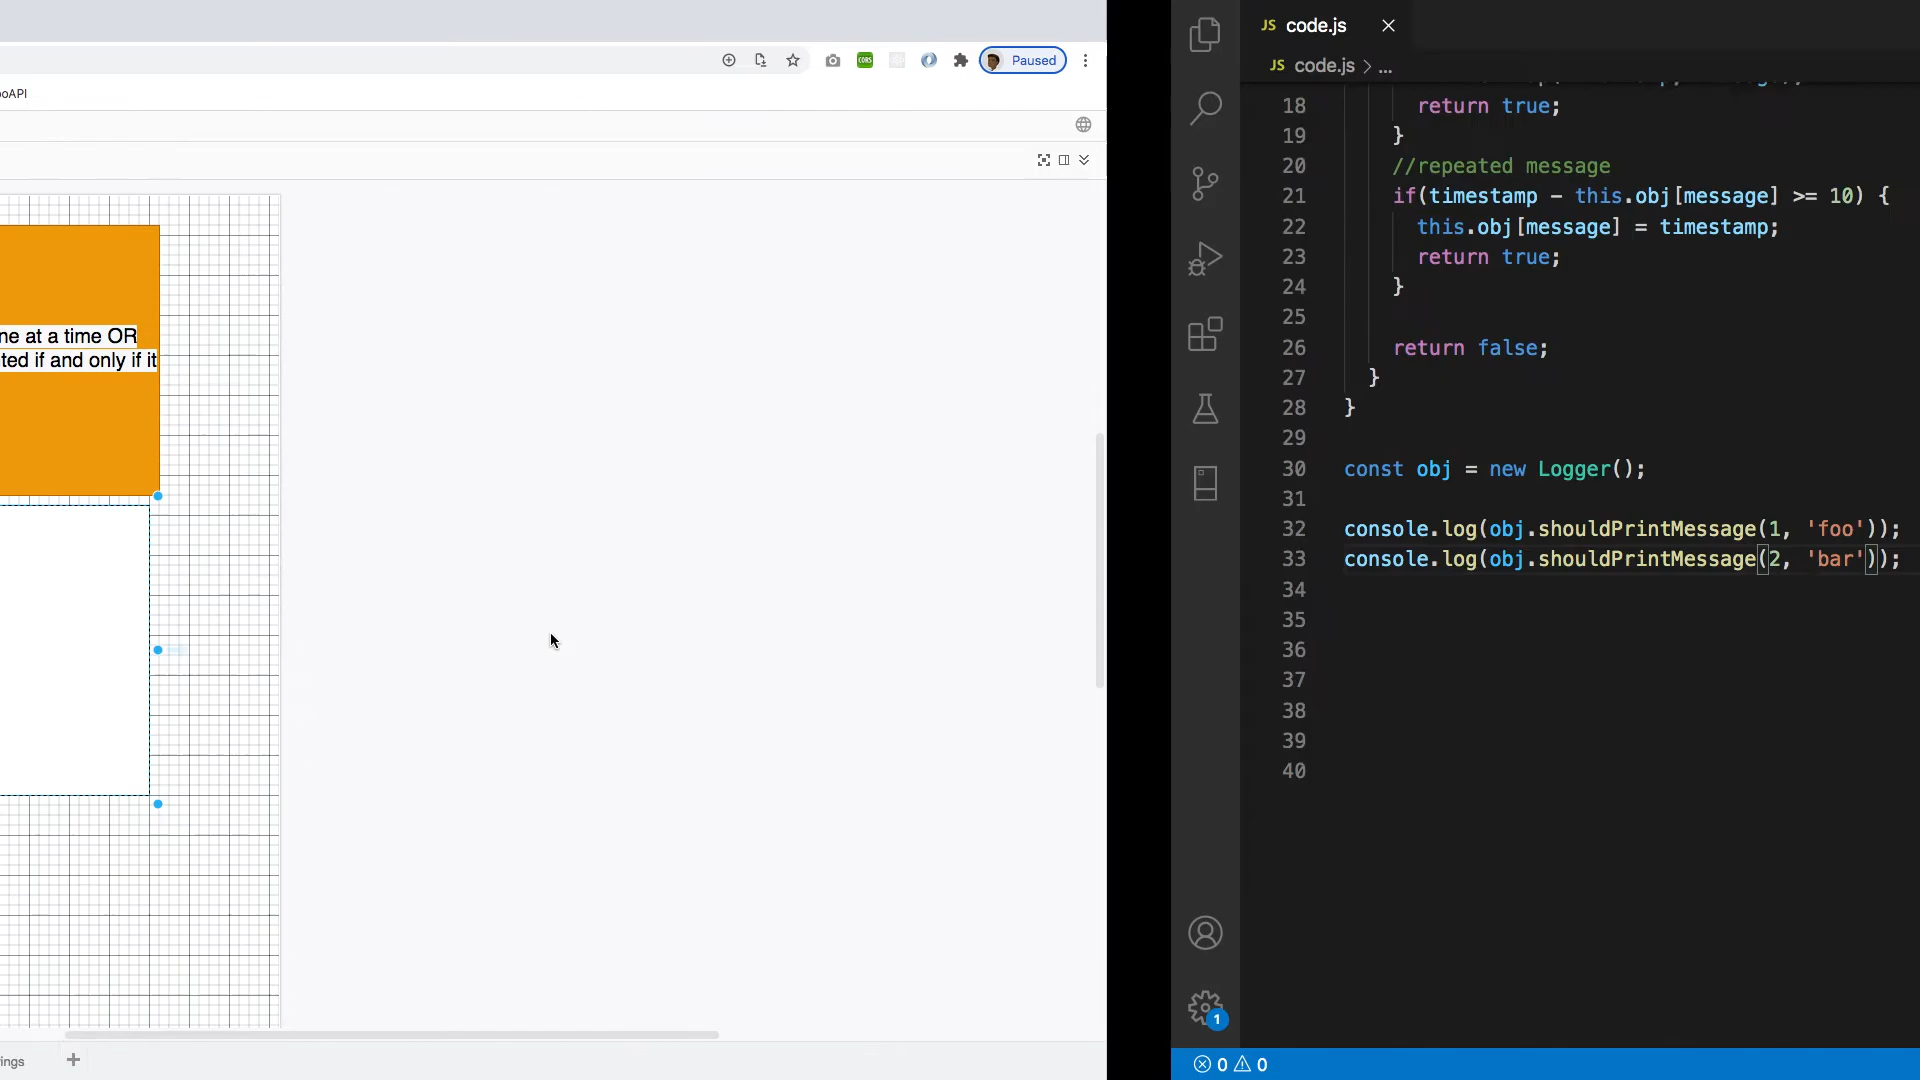 Paused
ooAPI
ne at a time OR
ted if and only if it
ings
JS code.js
JS code.js > ...
18 return true;
19 }
20 //repeated message
21 if(timestamp - this.obj[message] >= 10) {
22 this.obj[message] = timestamp;
23 return true;
24 }
25
26 return false;
27 }
28 }
29
30 const obj = new Logger();
31
32 console.log(obj.shouldPrintMessage(1, 'foo'));
33 console.log(obj.shouldPrintMessage(2, 'bar'));
34
35
36
37
38
39
40
1
0 0